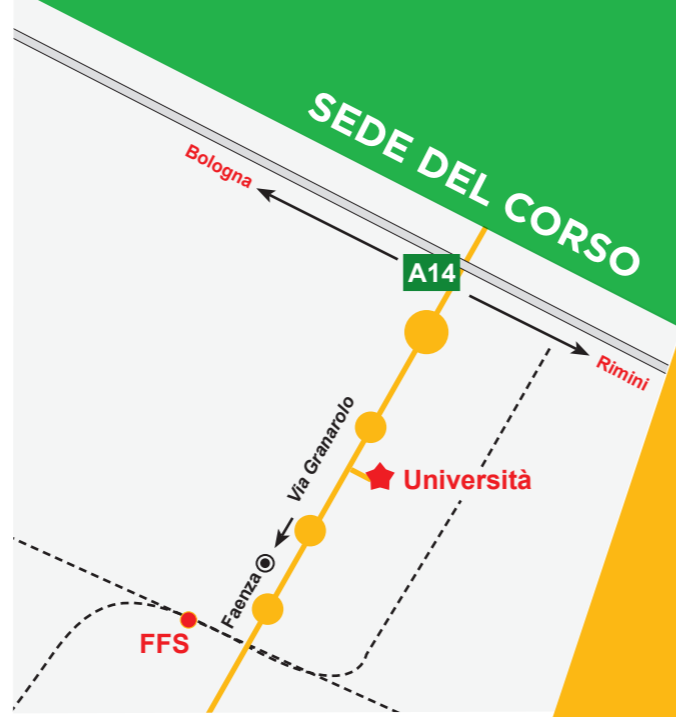 SEDE DEL CORSO
Bologna
A14
Rimini
Via Granarolo
Università
Faenza
FFS